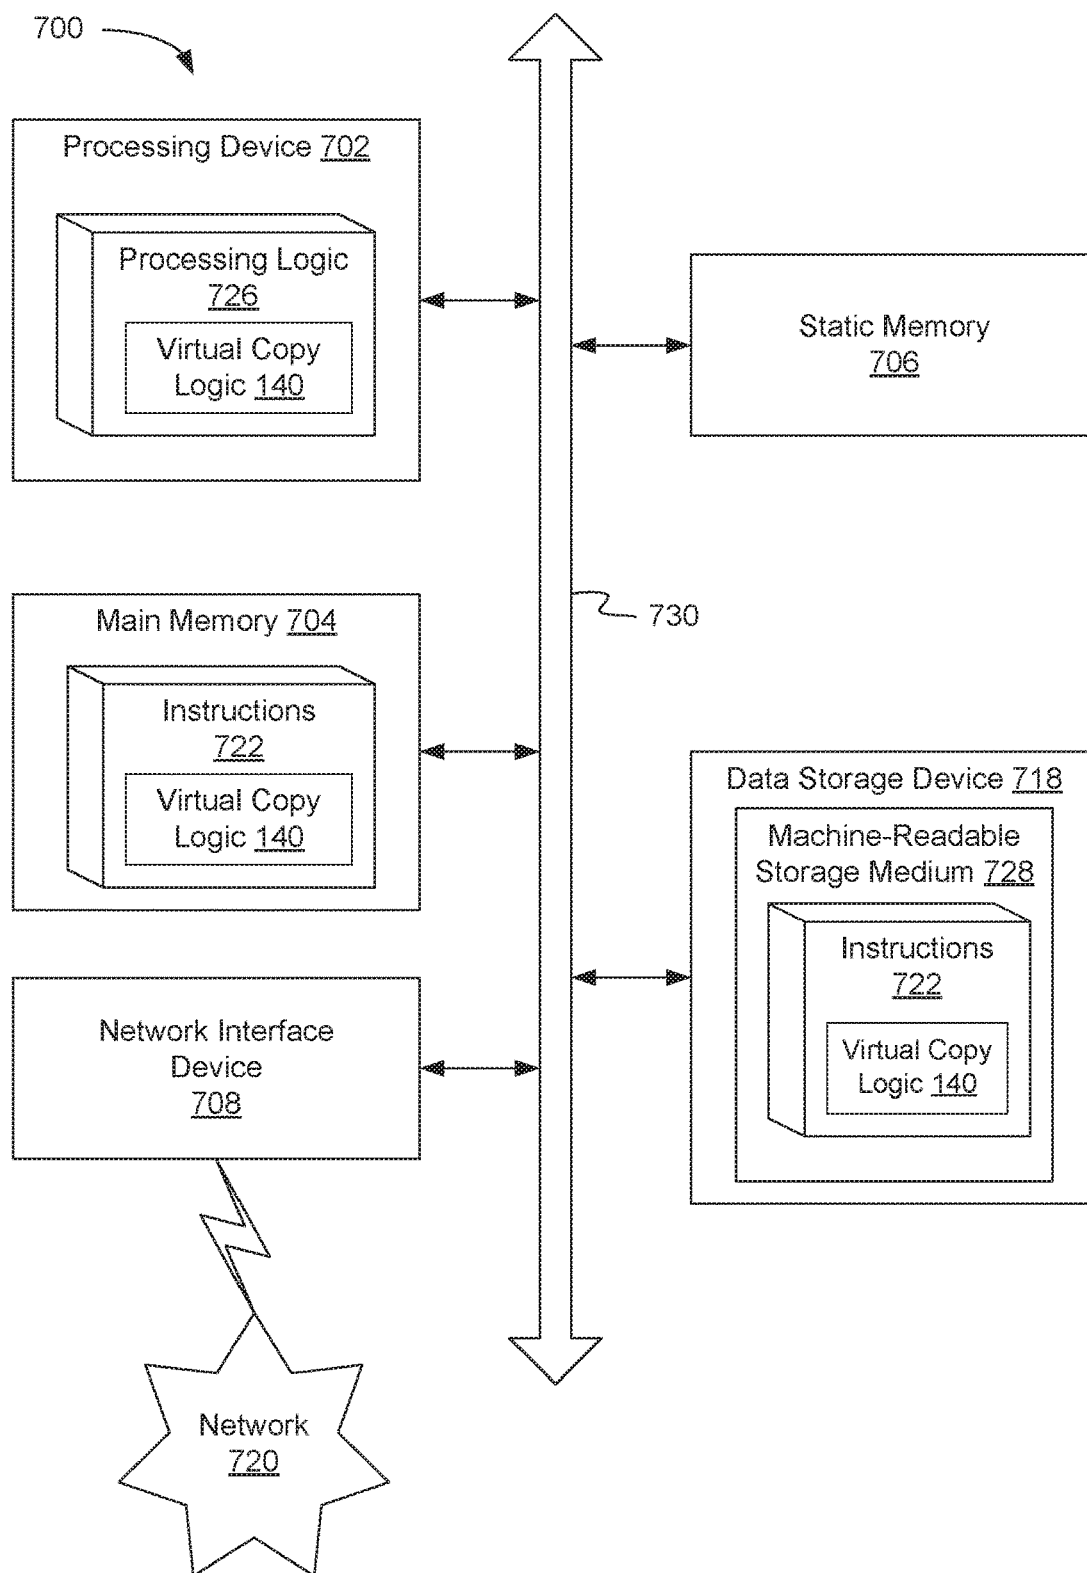 700
Processing Device 702
Processing Logic
726
Virtual Copy
Logic 140
Static Memory
706
730
Main Memory 704
Instructions
722
Virtual Copy
Logic 140
Data Storage Device 718
Machine-Readable
Storage Medium 728
Instructions
722
Virtual Copy
Logic 140
Network Interface
Device
708
Network
720